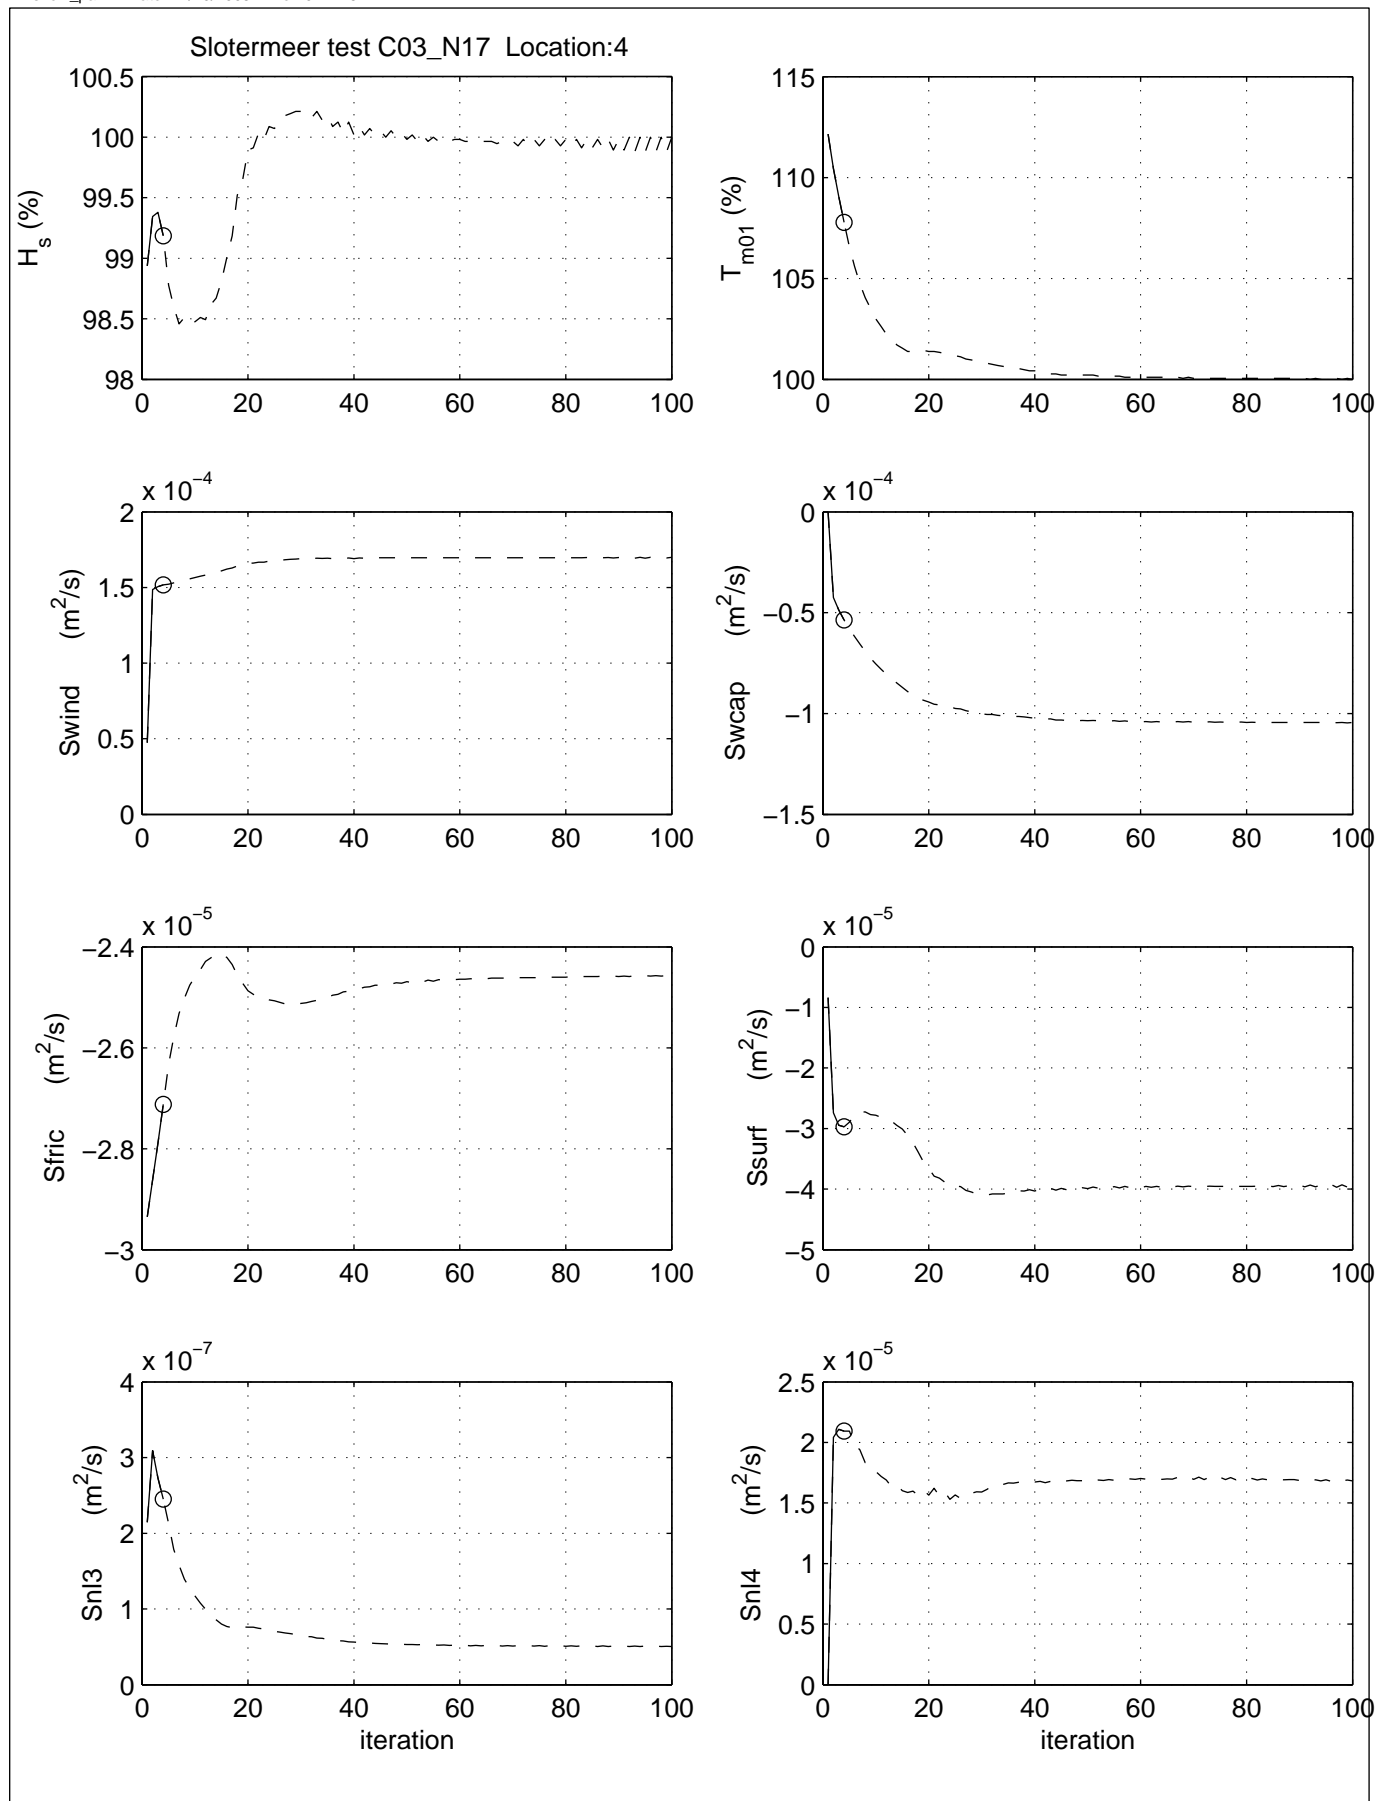 Slotermeer test C03_N17 Location:4
100.5
100
99.5
99
98.5
98
H_s (%)
0 20 40 60 80 100
115
110
105
100
T_m01 (%)
0 20 40 60 80 100
x 10^−4
2
1.5
1
0.5
0
Swind (m^2/s)
0 20 40 60 80 100
x 10^−4
0
−0.5
−1
−1.5
Swcap (m^2/s)
0 20 40 60 80 100
x 10^−5
−2.4
−2.6
−2.8
−3
Sfric (m^2/s)
0 20 40 60 80 100
x 10^−5
0
−1
−2
−3
−4
−5
Ssurf (m^2/s)
0 20 40 60 80 100
x 10^−7
4
3
2
1
0
Snl3 (m^2/s)
0 20 40 60 80 100
iteration
x 10^−5
2.5
2
1.5
1
0.5
0
Snl4 (m^2/s)
0 20 40 60 80 100
iteration